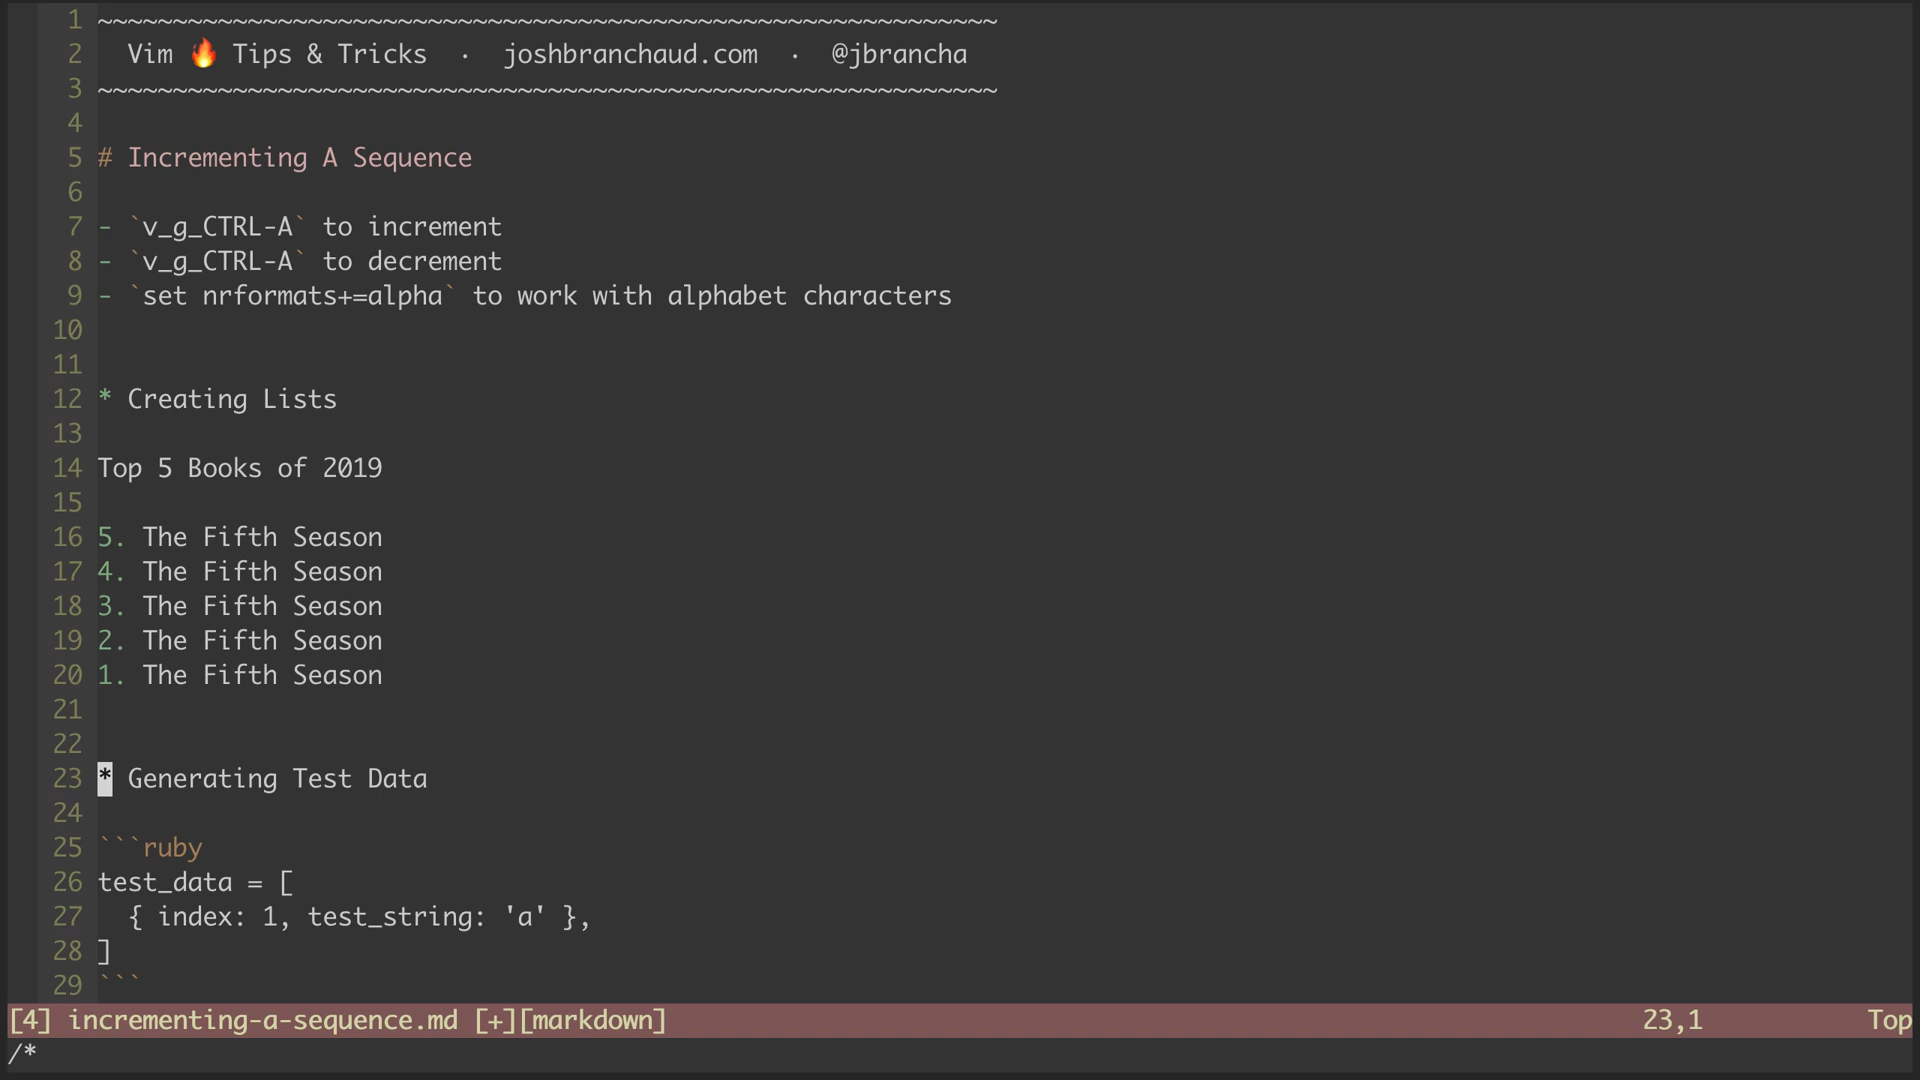 1 ~~~~~~~~~~~~~~~~~~~~~~~~~~~~~~~~~~~~~~~~~~~~~~~~~~~~~~~~~~~~
2   Vim 🔥 Tips & Tricks  ·  joshbranchaud.com  ·  @jbrancha
3 ~~~~~~~~~~~~~~~~~~~~~~~~~~~~~~~~~~~~~~~~~~~~~~~~~~~~~~~~~~~~
4
5 # Incrementing A Sequence
6
7 - `v_g_CTRL-A` to increment
8 - `v_g_CTRL-A` to decrement
9 - `set nrformats+=alpha` to work with alphabet characters
10
11
12 * Creating Lists
13
14 Top 5 Books of 2019
15
16 5. The Fifth Season
17 4. The Fifth Season
18 3. The Fifth Season
19 2. The Fifth Season
20 1. The Fifth Season
21
22
23 * Generating Test Data
24
25 ```ruby
26 test_data = [
27   { index: 1, test_string: 'a' },
28 ]
29 ```
[4] incrementing-a-sequence.md [+][markdown] 23,1 Top
/*